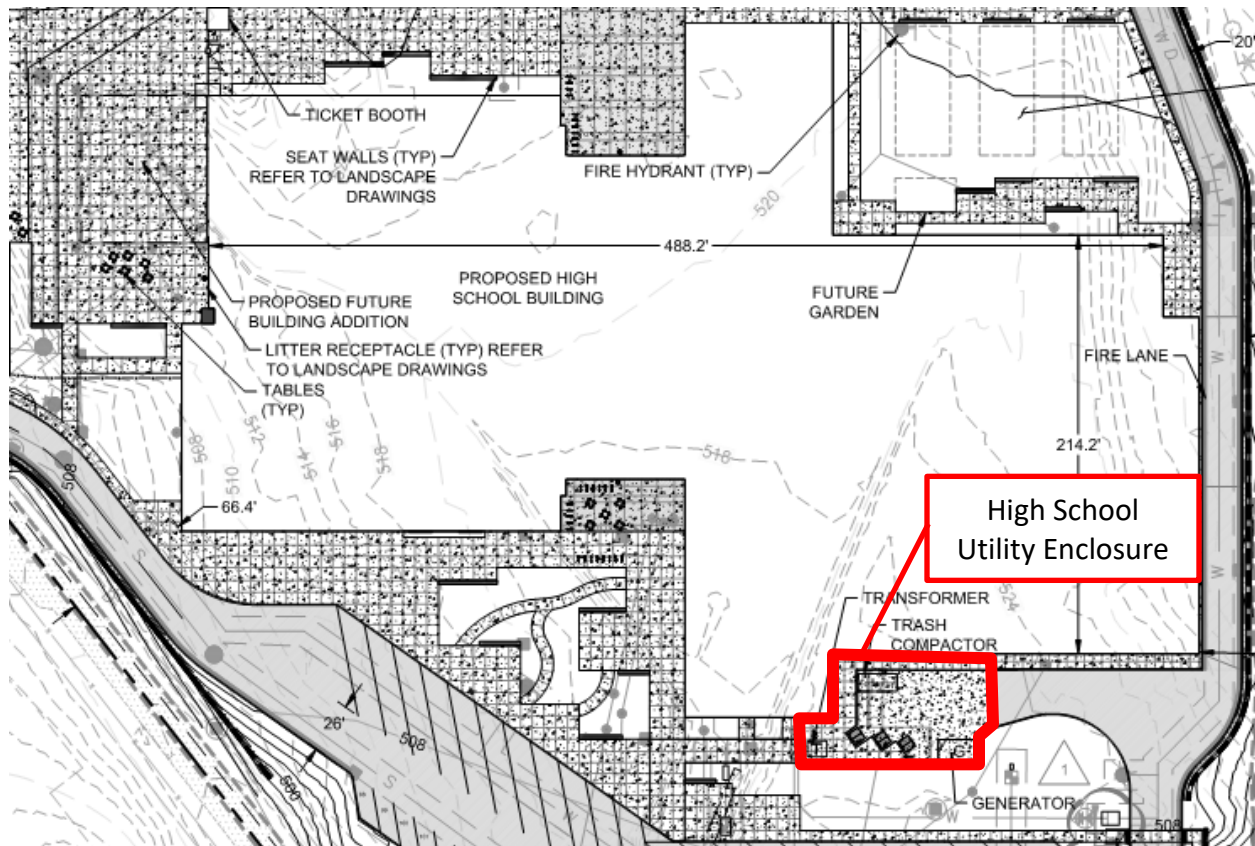 20'
W D
TICKET BOOTH
SEAT WALLS (TYP)
REFER TO LANDSCAPE
DRAWINGS
FIRE HYDRANT (TYP)
520
488.2'
PROPOSED HIGH
SCHOOL BUILDING
PROPOSED FUTURE
BUILDING ADDITION
FUTURE
GARDEN
LITTER RECEPTACLE (TYP) REFER
TO LANDSCAPE DRAWINGS
TABLES
(TYP)
FIRE LANE
W
508
508
510
512
514
516
518
518
214.2'
66.4'
High School
Utility Enclosure
W
524
TRANSFORMER
TRASH
COMPACTOR
S
26'
508
S
500
G
1
GENERATOR
W
508